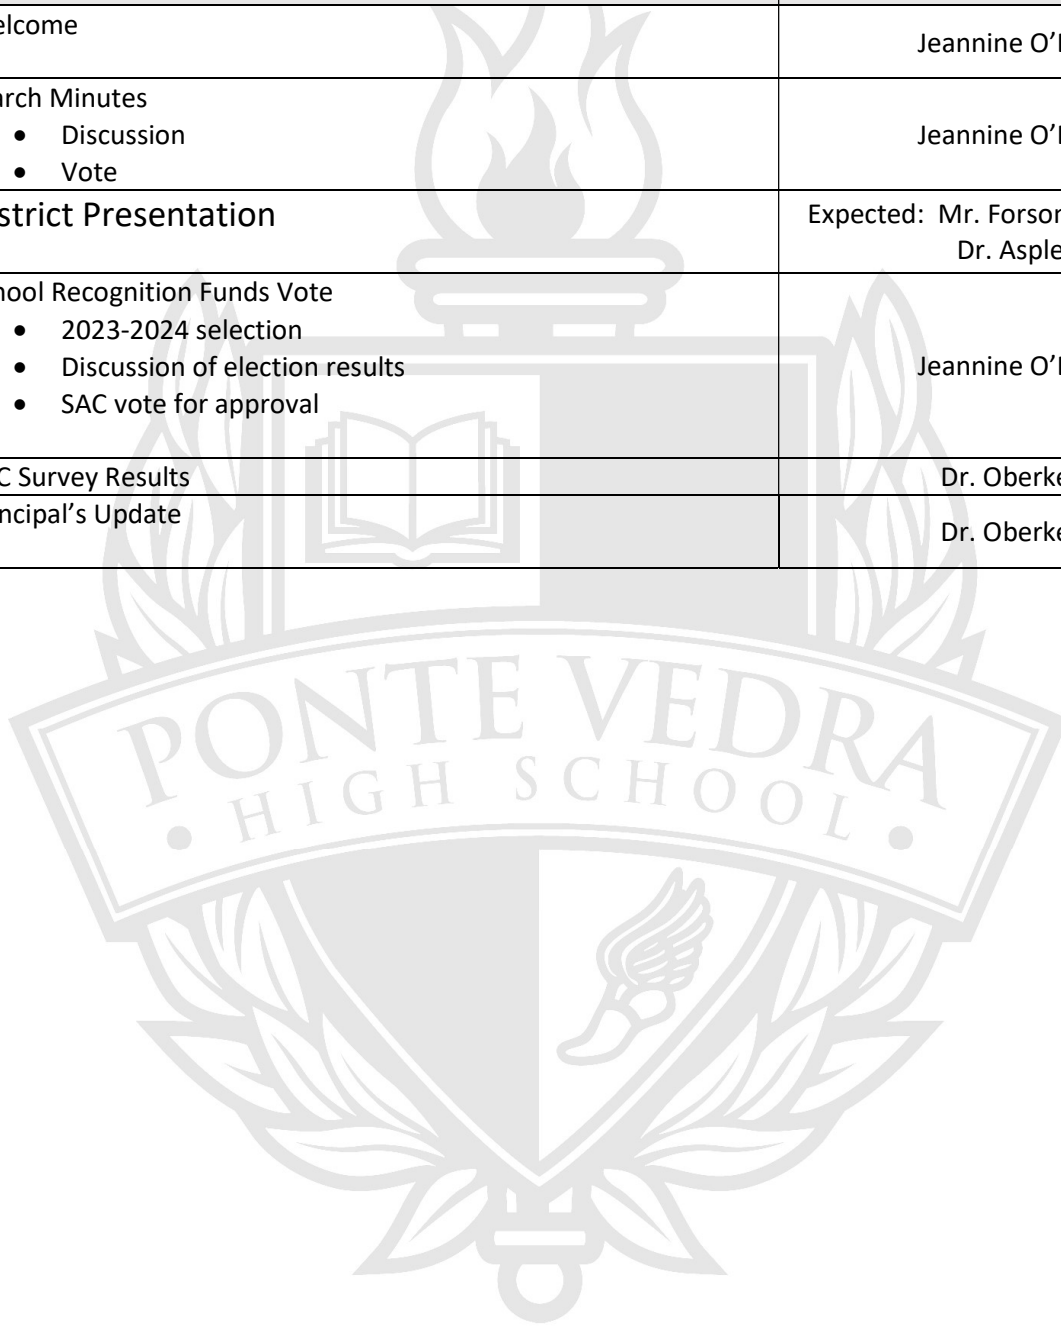 elcome
Jeannine O’
arch Minutes
Jeannine O’
• Discussion
• Vote
strict Presentation
Expected: Mr. Forson
Dr. Asple
hool Recognition Funds Vote
• 2023-2024 selection
• Discussion of election results
Jeannine O’
• SAC vote for approval
C Survey Results
Dr. Oberke
incipal’s Update
Dr. Oberke
PONTE VEDRA
• HIGH SCHOOL •